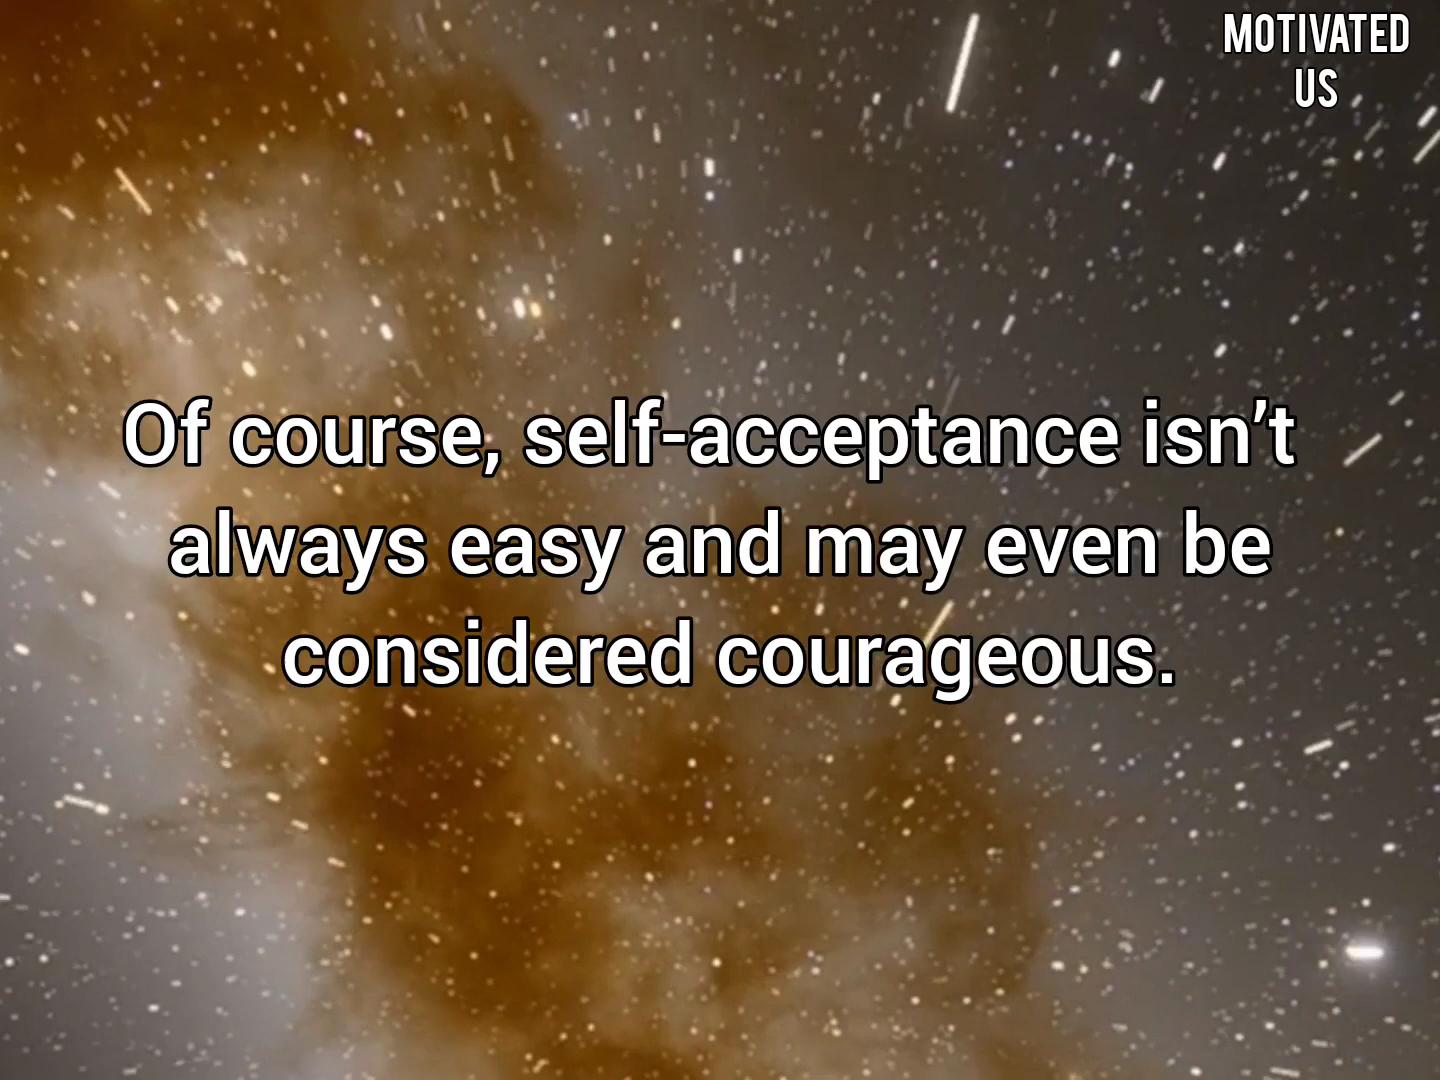 MOTIVATED
US
Of course, self-acceptance isn’t
always easy and may even be
considered courageous.